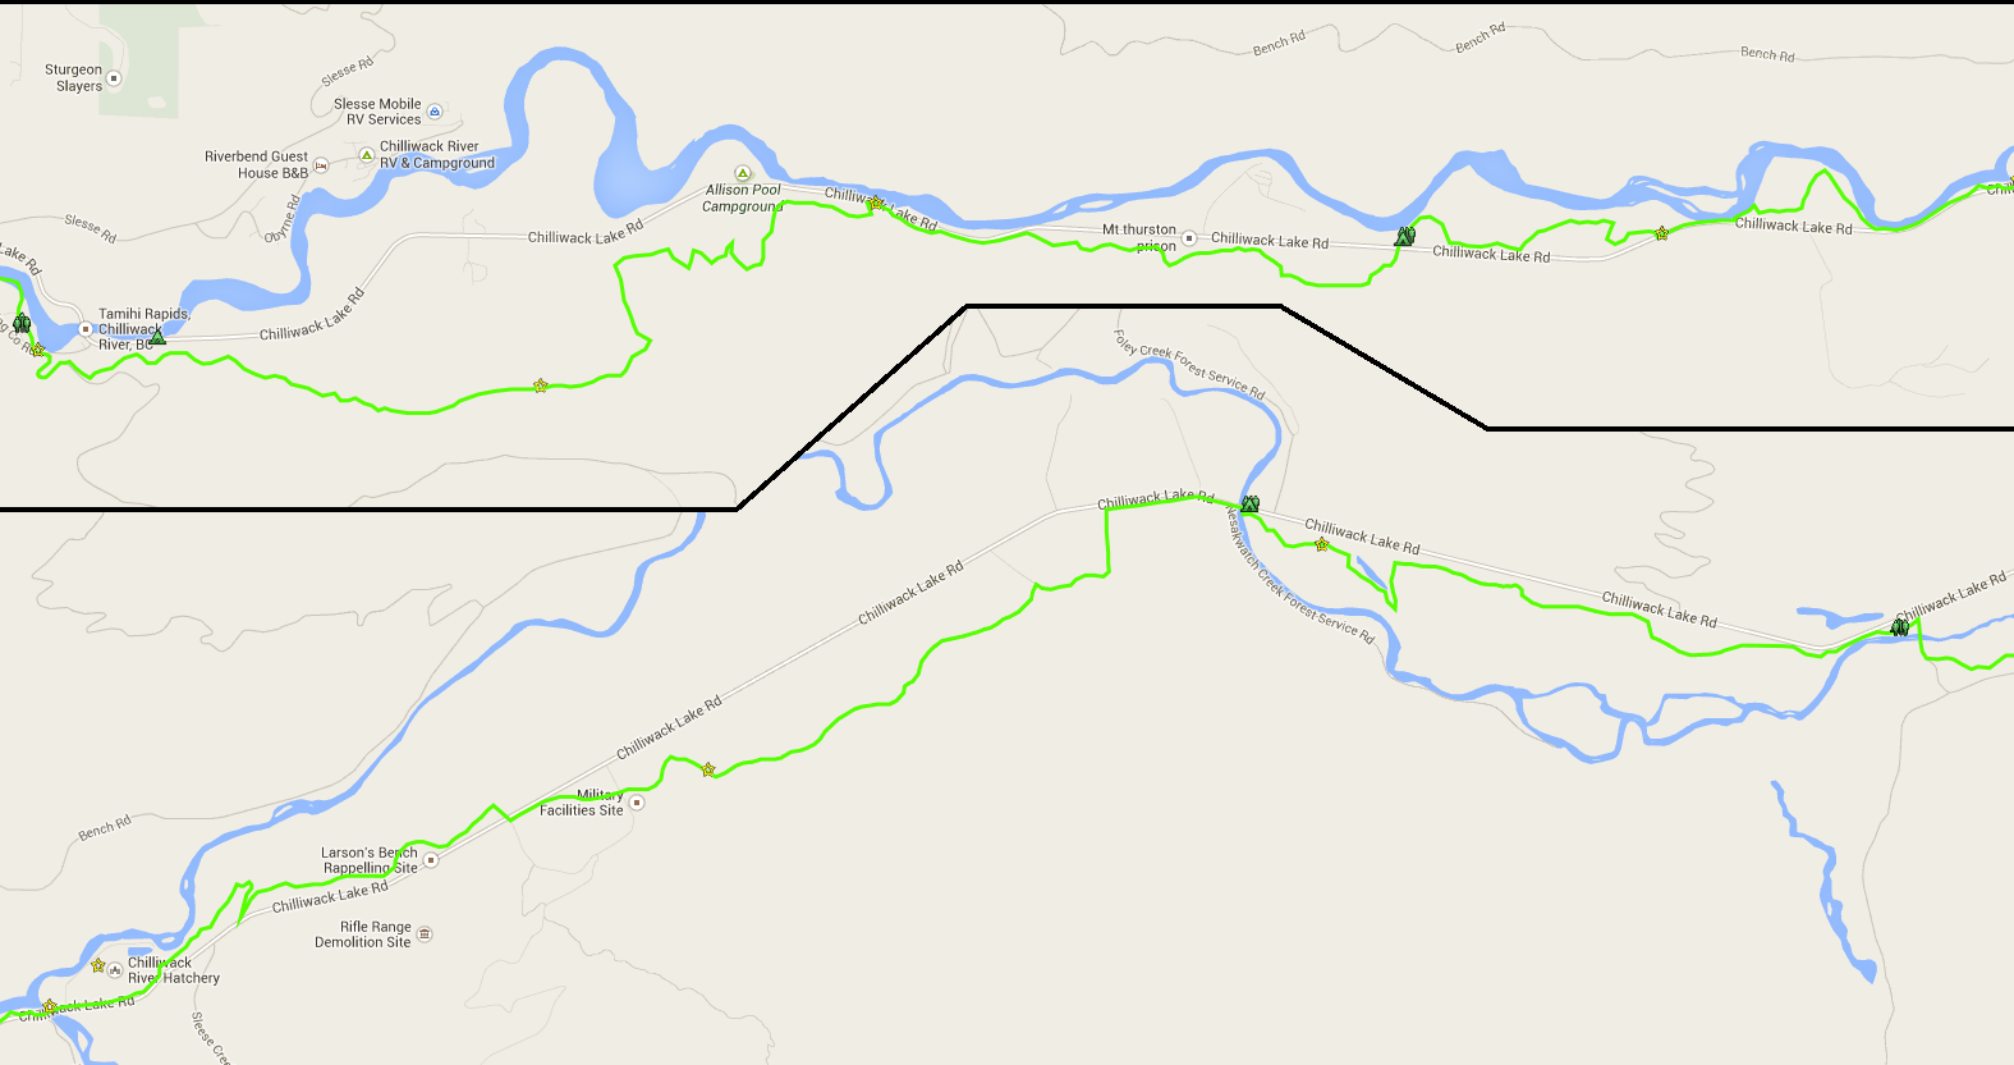 Bench Rd
Bench Rd
Bench Rd
Sturgeon
Slayers
Slesse Rd
Slesse Mobile
RV Services
Chilliwack River
RV & Campground
Riverbend Guest
House B&B
Obyrne Rd
Slesse Rd
Lake Rd
Allison Pool
Campground
Chilliwack Lake Rd
Chilliwack Lake Rd
Mt thurston
prison
Chilliwack Lake Rd
Chilliwack Lake Rd
Chilliwack Lake Rd
Tamihi Rapids,
Chilliwack
River, BC
Chilliwack Lake Rd
Foley Creek Forest Service Rd
Chilliwack Lake Rd
Chilliwack Lake Rd
Nesakwatch Creek Forest Service Rd
Chilliwack Lake Rd
Chilliwack Lake Rd
Chilliwack Lake Rd
Chilliwack Lake Rd
Military
Facilities Site
Bench Rd
Larson's Bench
Rappelling Site
Chilliwack Lake Rd
Rifle Range
Demolition Site
Chilliwack
River Hatchery
Chilliwack Lake Rd
Sleese Cree